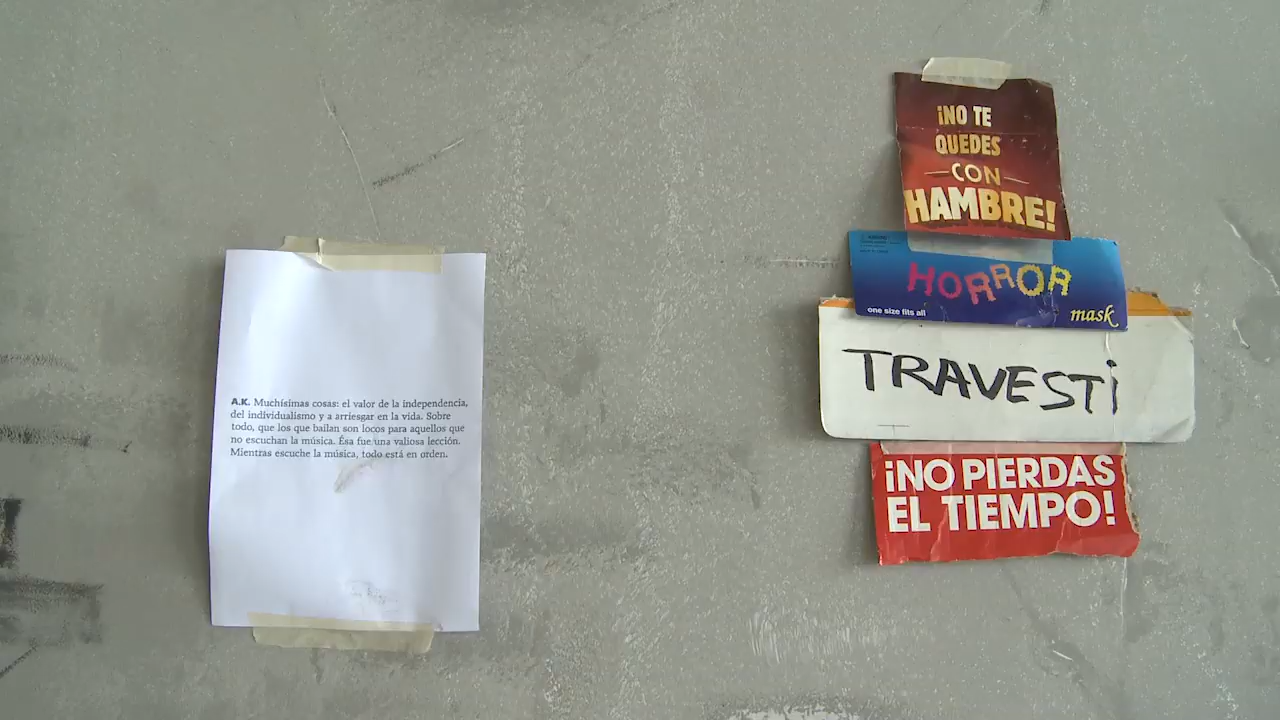 A.K. Muchísimas cosas: el valor de la independencia,
del individualismo y a arriesgar en la vida. Sobre
todo, que los que bailan son locos para aquellos que
no escuchan la música. Ésa fue una valiosa lección.
Mientras escuche la música, todo está en orden.
¡NO TE
QUEDES
CON
HAMBRE!
HORROR
one size fits all
mask
TRAVESTi
¡NO PIERDAS
EL TIEMPO!